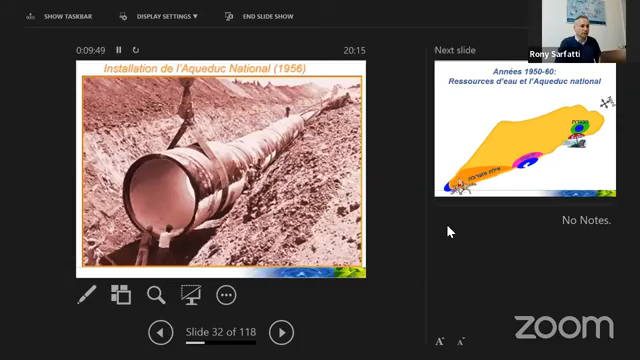 SHOW TASKBAR
DISPLAY SETTINGS ▼
END SLIDE SHOW
0:09:49
20:15
Installation de l'Aqueduc National (1956)
Slide 32 of 118
Next slide
Rony Sarfatti
Années 1950-60:
Ressources d'eau et l'Aqueduc national
No Notes.
A A
zoom